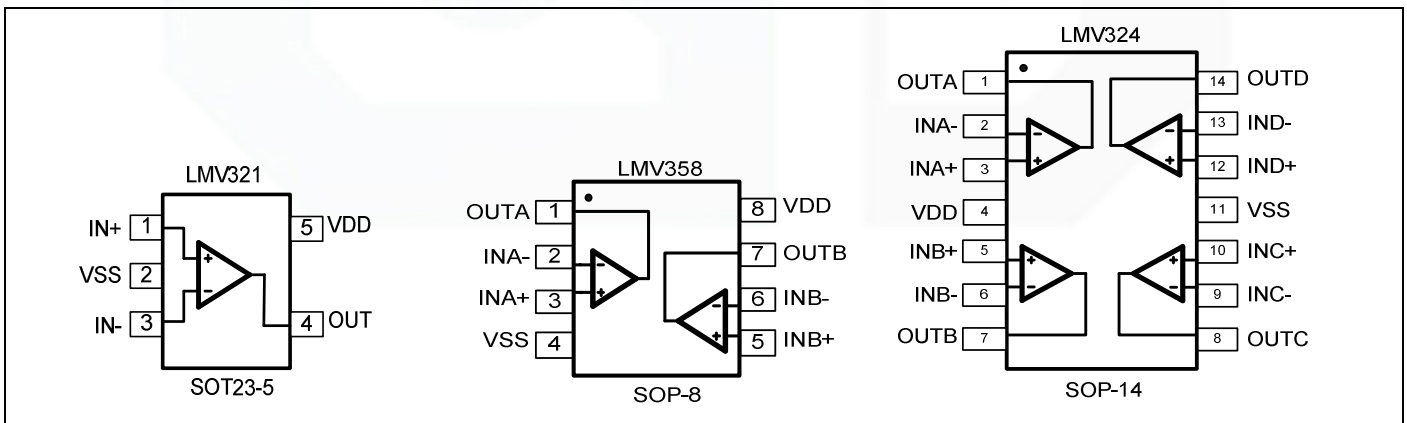 LMV321
IN+ 1
VSS 2
IN- 3
5 VDD
4 OUT
+
-
SOT23-5
LMV358
OUTA 1
INA- 2
INA+ 3
VSS 4
8 VDD
7 OUTB
6 INB-
5 INB+
-
+
-
+
SOP-8
LMV324
OUTA 1
INA- 2
INA+ 3
VDD 4
INB+ 5
INB- 6
OUTB 7
14 OUTD
13 IND-
12 IND+
11 VSS
10 INC+
9 INC-
8 OUTC
-
+
-
+
+
-
+
-
SOP-14